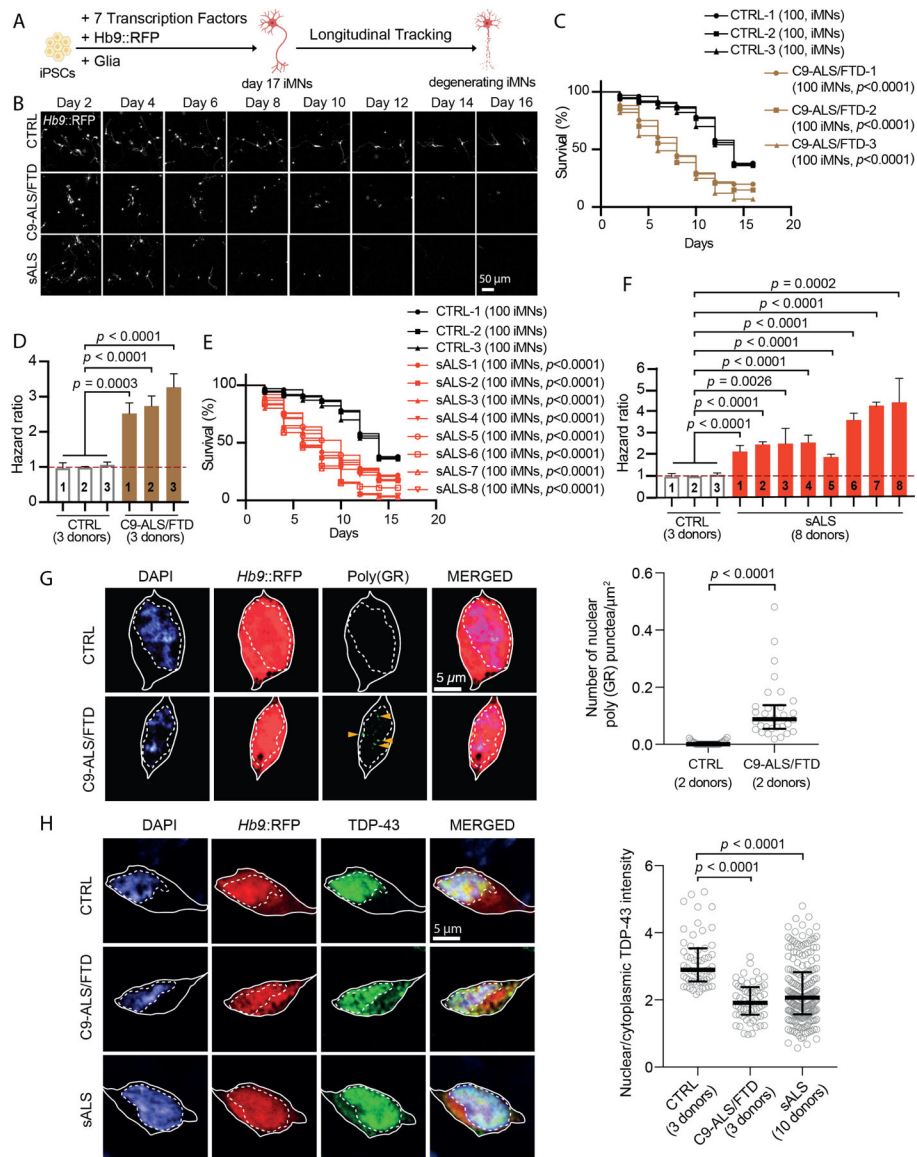 A
+ 7 Transcription Factors
+ Hb9::RFP
+ Glia
iPSCs
day 17 iMNs
Longitudinal Tracking
degenerating iMNs
B
Day 2 Day 4 Day 6 Day 8 Day 10 Day 12 Day 14 Day 16
Hb9::RFP
CTRL
C9-ALS/FTD
sALS
50 µm
C
CTRL-1 (100, iMNs)
CTRL-2 (100, iMNs)
CTRL-3 (100, iMNs)
C9-ALS/FTD-1
(100 iMNs, p<0.0001)
C9-ALS/FTD-2
(100 iMNs, p<0.0001)
C9-ALS/FTD-3
(100 iMNs, p<0.0001)
Survival (%)
100
50
0
0 5 10 15 20
Days
D
p < 0.0001
p < 0.0001
p = 0.0003
Hazard ratio
4
3
2
1
0
1 2 3 1 2 3
CTRL C9-ALS/FTD
(3 donors) (3 donors)
E
CTRL-1 (100 iMNs)
CTRL-2 (100 iMNs)
CTRL-3 (100 iMNs)
sALS-1 (100 iMNs, p<0.0001)
sALS-2 (100 iMNs, p<0.0001)
sALS-3 (100 iMNs, p<0.0001)
sALS-4 (100 iMNs, p<0.0001)
sALS-5 (100 iMNs, p<0.0001)
sALS-6 (100 iMNs, p<0.0001)
sALS-7 (100 iMNs, p<0.0001)
sALS-8 (100 iMNs, p<0.0001)
Survival (%)
100
50
0
0 5 10 15 20
Days
F
p = 0.0002
p < 0.0001
p < 0.0001
p < 0.0001
p < 0.0001
p = 0.0026
p < 0.0001
p < 0.0001
Hazard ratio
6
4
3
2
1
0
1 2 3 1 2 3 4 5 6 7 8
CTRL sALS
(3 donors) (8 donors)
G
DAPI Hb9::RFP Poly(GR) MERGED
CTRL
5 µm
C9-ALS/FTD
p < 0.0001
Number of nuclear
poly (GR) puncta/µm²
0.6
0.4
0.2
0.0
CTRL C9-ALS/FTD
(2 donors) (2 donors)
H
DAPI Hb9::RFP TDP-43 MERGED
CTRL
5 µm
C9-ALS/FTD
sALS
p < 0.0001
p < 0.0001
Nuclear/cytoplasmic TDP-43 intensity
6
4
2
0
CTRL
(3 donors)
C9-ALS/FTD
(3 donors)
sALS
(10 donors)